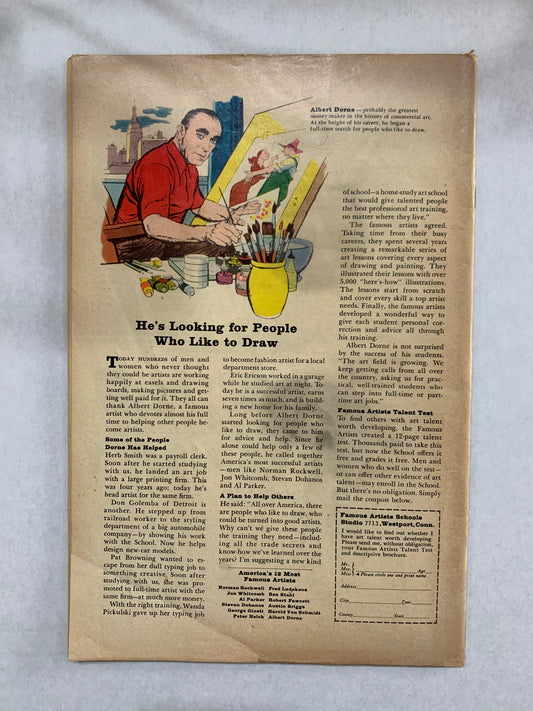 Albert Dorne—probably the greatest
money-maker in the history of commercial art.
At the height of his career, he began a
full-time search for people who like to draw.
He's Looking for People
Who Like to Draw
TODAY HUNDREDS of men and
women who never thought
they could be artists are working
happily at easels and drawing
boards, making pictures and get-
ting well paid for it. They all can
thank Albert Dorne, a famous
artist who devotes almost his full
time to helping other people be-
come artists.
Some of the People
Dorne Has Helped
Herb Smith was a payroll clerk.
Soon after he started studying
with us, he landed an art job
with a large printing firm. This
was four years ago: today he's
head artist for the same firm.
Don Golemba of Detroit is
another. He stepped up from
railroad worker to the styling
department of a big automobile
company—by showing his work
with the School. Now he helps
design new-car models.
Pat Browning wanted to es-
cape from her dull typing job to
something creative. Soon after
studying with us, she was pro-
moted to full-time artist with the
same firm—at much more money.
With the right training, Wanda
Pickulski gave up her typing job
to become fashion artist for a local
department store.
Eric Ericson worked in a garage
while he studied art at night. To-
day he is a successful artist, earns
seven times as much, and is build-
ing a new home for his family.
Long before Albert Dorne
started looking for people who
like to draw, they came to him
for advice and help. Since he
alone could help only a few of
these people, he called together
America's most successful artists
—men like Norman Rockwell,
Jon Whitcomb, Stevan Dohanos
and Al Parker.
A Plan to Help Others
He said: "All over America, there
are people who like to draw, who
could be turned into good artists.
Why can't we give these people
the training they need—includ-
ing all the trade secrets and
know-how we've learned over the
years? I'm suggesting a new kind
America's 12 Most
Famous Artists
Norman Rockwell
Jon Whitcomb
Al Parker
Stevan Dohanos
George Giusti
Peter Helck
Fred Ludekens
Ben Stahl
Robert Fawcett
Austin Briggs
Harold Von Schmidt
Albert Dorne
of school—a home-study art school
that would give talented people
the best professional art training,
no matter where they live."
The famous artists agreed.
Taking time from their busy
careers, they spent several years
creating a remarkable series of
art lessons covering every aspect
of drawing and painting. They
illustrated their lessons with over
5,000 "here's-how" illustrations.
The lessons start from scratch
and cover every skill a top artist
needs. Finally, the famous artists
developed a wonderful way to
give each student personal cor-
rection and advice all through
his training.
Albert Dorne is not surprised
by the success of his students.
"The art field is growing. We
keep getting calls from all over
the country, asking us for prac-
tical, well-trained students who
can step into full-time or part-
time art jobs."
Famous Artists Talent Test
To find others with art talent
worth developing, the Famous
Artists created a 12-page talent
test. Thousands paid to take this
test, but now the School offers it
free and grades it free. Men and
women who do well on the test—
or can offer other evidence of
talent—may enroll in the School.
But there's no obligation. Simply
mail the coupon below.
Famous Artists Schools
Studio 7713, Westport, Conn.
I would like to find out whether I
have art talent worth developing.
Please send me, without obligation,
your Famous Artists Talent Test
and descriptive brochure.
Mr.
Mrs. Age
Miss Please circle one and print name
Address
City Zone
County State